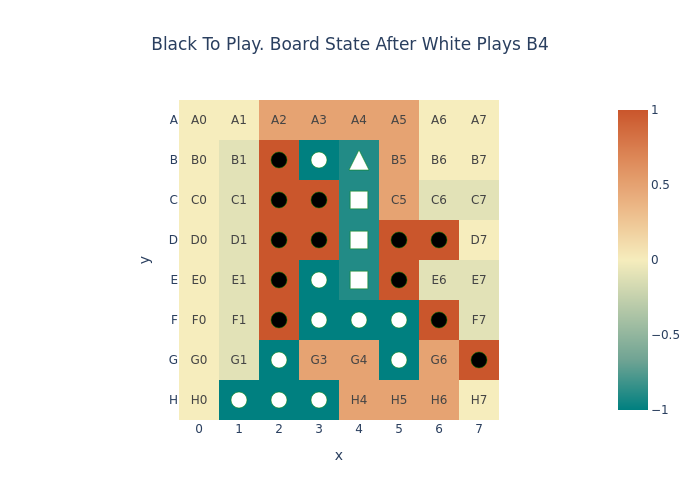 Black To Play. Board State After White Plays B4
A A0 A1 A2 A3 A4 A5 A6 A7
B B0 B1 B5 B6 B7
C C0 C1 C5 C6 C7
D D0 D1 D7
E E0 E1 E6 E7
F F0 F1 F7
G G0 G1 G3 G4 G6
H H0 H4 H5 H6 H7
0 1 2 3 4 5 6 7
x
y
1
0.5
0
−0.5
−1